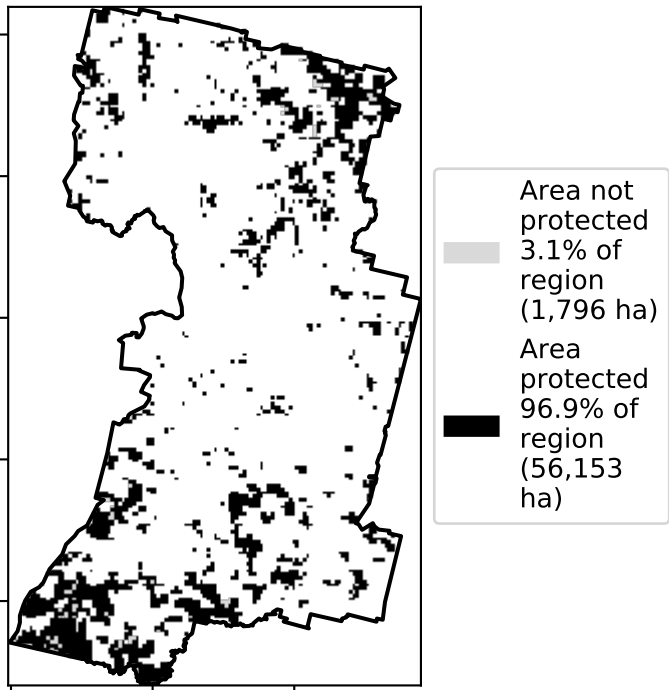 Area not
protected
3.1% of
region
(1,796 ha)
Area
protected
96.9% of
region
(56,153
ha)